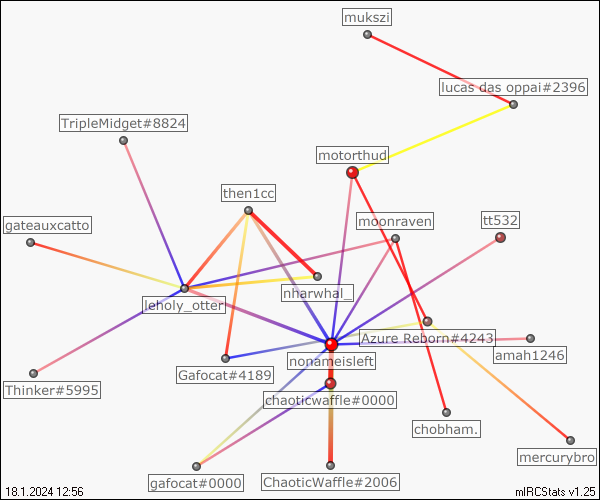 mukszi
lucas das oppai#2396
TripleMidget#8824
motorthud
then1cc
gateauxcatto
moonraven
tt532
nharwhal_
leholy_otter
Azure Reborn#4243
nonameisleft
amah1246
Gafocat#4189
Thinker#5995
chaoticwaffle#0000
chobham.
mercurybro
gafocat#0000
ChaoticWaffle#2006
18.1.2024 12:56
mIRCStats v1.25